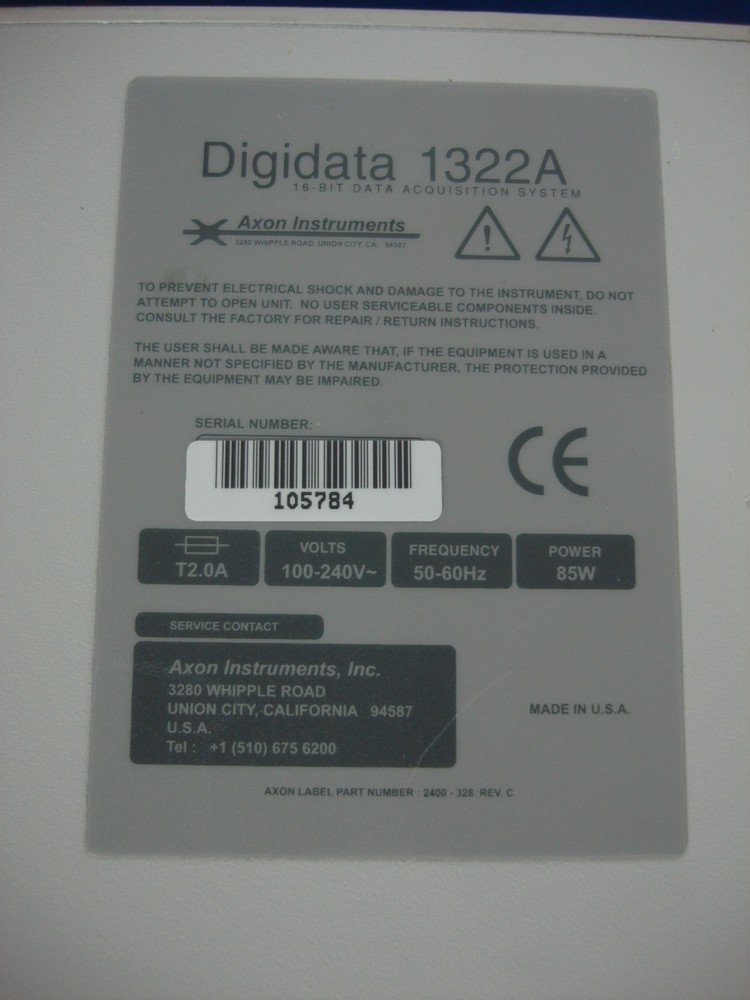 Digidata 1322A
16-BIT DATA ACQUISITION SYSTEM
Axon Instruments
3280 WHIPPLE ROAD, UNION CITY, CA. 94587
TO PREVENT ELECTRICAL SHOCK AND DAMAGE TO THE INSTRUMENT, DO NOT
ATTEMPT TO OPEN UNIT. NO USER SERVICEABLE COMPONENTS INSIDE.
CONSULT THE FACTORY FOR REPAIR / RETURN INSTRUCTIONS.
THE USER SHALL BE MADE AWARE THAT, IF THE EQUIPMENT IS USED IN A
MANNER NOT SPECIFIED BY THE MANUFACTURER, THE PROTECTION PROVIDED
BY THE EQUIPMENT MAY BE IMPAIRED.
SERIAL NUMBER:
105784
CE
T2.0A
VOLTS
100-240V~
FREQUENCY
50-60Hz
POWER
85W
SERVICE CONTACT
Axon Instruments, Inc.
3280 WHIPPLE ROAD
UNION CITY, CALIFORNIA 94587
U.S.A.
Tel : +1 (510) 675 6200
MADE IN U.S.A.
AXON LABEL PART NUMBER : 2400 - 328 REV. C